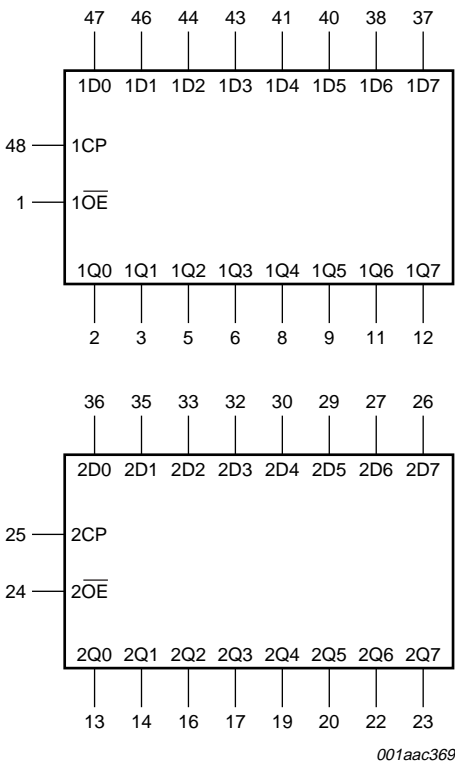 47 46 44 43 41 40 38 37
1D0 1D1 1D2 1D3 1D4 1D5 1D6 1D7
48 1CP
1 1O̅E̅
1Q0 1Q1 1Q2 1Q3 1Q4 1Q5 1Q6 1Q7
2 3 5 6 8 9 11 12
36 35 33 32 30 29 27 26
2D0 2D1 2D2 2D3 2D4 2D5 2D6 2D7
25 2CP
24 2O̅E̅
2Q0 2Q1 2Q2 2Q3 2Q4 2Q5 2Q6 2Q7
13 14 16 17 19 20 22 23
001aac369